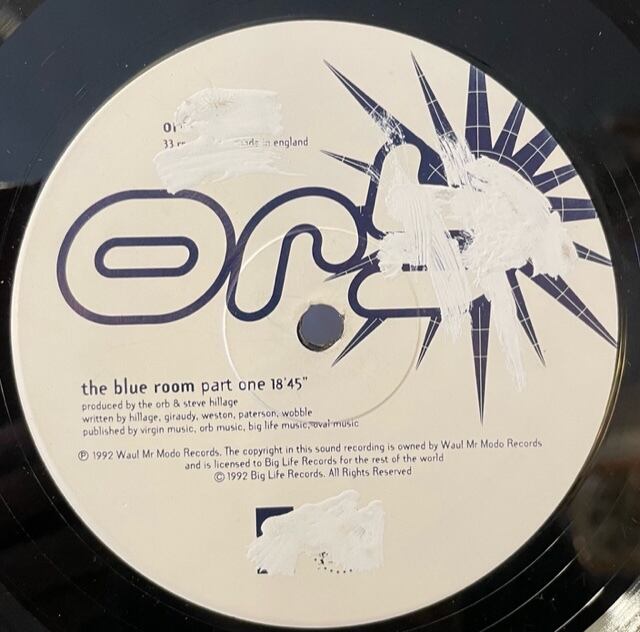 33
england
orb
the blue room part one 18'45"
produced by the orb & steve hillage
written by hillage, giraudy, weston, paterson, wobble
published by virgin music, orb music, big life music, oval music
℗ 1992 Waul Mr Modo Records. The copyright in this sound recording is owned by Waul Mr Modo Records
and is licensed to Big Life Records for the rest of the world
© 1992 Big Life Records. All Rights Reserved